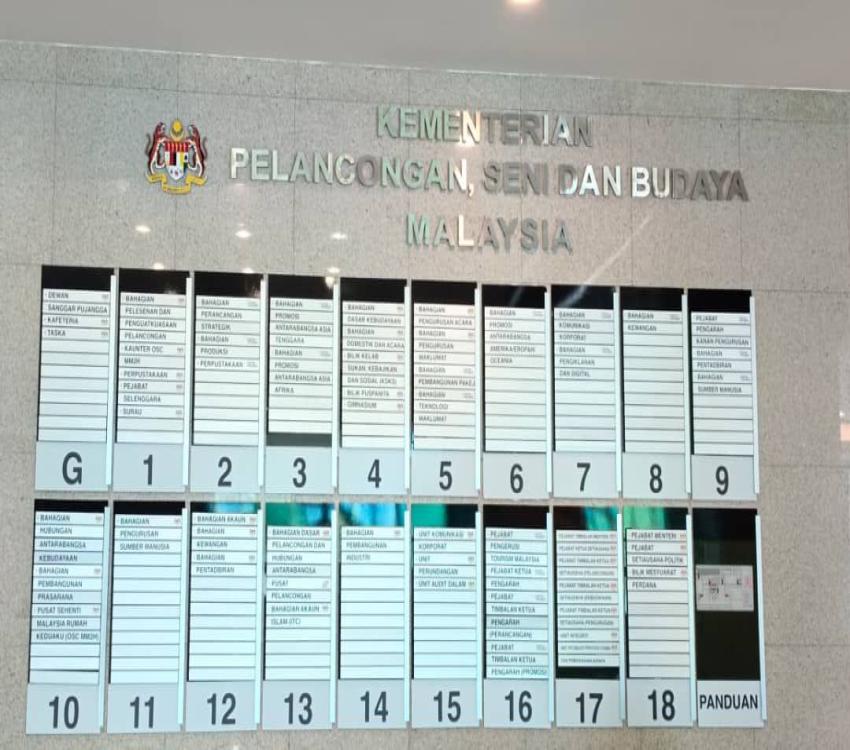 KEMENTERIAN
PELANCONGAN, SENI DAN BUDAYA
MALAYSIA
DEWAN
SANGGAR PUJANGGA
KAFETERIA
TASKA
G
BAHAGIAN
PELESENAN DAN
PENGUATKUASAAN
PELANCONGAN
KAUNTER OSC
MM2H
PERPUSTAKAAN
PEJABAT
SELENGGARA
SURAU
1
BAHAGIAN
PERANCANGAN
STRATEGIK
BAHAGIAN
PRODUKSI
PERPUSTAKAAN
2
BAHAGIAN
PROMOSI
ANTARABANGSA ASIA
TENGGARA
BAHAGIAN
PROMOSI
ANTARABANGSA ASIA
AFRIKA
3
BAHAGIAN
DASAR KEBUDAYAAN
BAHAGIAN
DOMESTIK DAN ACARA
BILIK KELAB
SUKAN, KEBAJIKAN
DAN SOSIAL (ASKS)
BILIK PUSPANITA
GIMNASIUM
4
BAHAGIAN
PENGURUSAN ACARA
BAHAGIAN
PENGURUSAN
MAKLUMAT
BAHAGIAN
PEMBANGUNAN PAKEJ
BAHAGIAN
TEKNOLOGI
MAKLUMAT
5
BAHAGIAN
PROMOSI
ANTARABANGSA
AMERIKA/EROPAH/
OCEANIA
6
BAHAGIAN
KOMUNIKASI
KORPORAT
BAHAGIAN
PENGIKLANAN
DAN DIGITAL
7
BAHAGIAN
KEWANGAN
8
PEJABAT
PENGARAH
KANAN PENGURUSAN
BAHAGIAN
PENTADBIRAN
BAHAGIAN
SUMBER MANUSIA
9
BAHAGIAN
HUBUNGAN
ANTARABANGSA
KEBUDAYAAN
BAHAGIAN
PEMBANGUNAN
PRASARANA
PUSAT SEHENTI
MALAYSIA RUMAH
KEDUAKU (OSC MM2H)
10
BAHAGIAN
PENGURUSAN
SUMBER MANUSIA
11
BAHAGIAN AKAUN
BAHAGIAN
KEWANGAN
BAHAGIAN
PENTADBIRAN
12
BAHAGIAN DASAR
PELANCONGAN DAN
HUBUNGAN
ANTARABANGSA
PUSAT
PELANCONGAN
BAHAGIAN AKAUN
ISLAM (ITC)
13
BAHAGIAN
PEMBANGUNAN
INDUSTRI
14
UNIT KOMUNIKASI
KORPORAT
UNIT
PERUNDANGAN
UNIT AUDIT DALAM
15
PEJABAT
PENGERUSI
TOURISM MALAYSIA
PEJABAT KETUA
PENGARAH
PEJABAT
TIMBALAN KETUA
PENGARAH
(PERANCANGAN)
PEJABAT
TIMBALAN KETUA
PENGARAH (PROMOSI)
16
17
PEJABAT MENTERI
PEJABAT
SETIAUSAHA POLITIK
BILIK MESYUARAT
PERDANA
18
PANDUAN